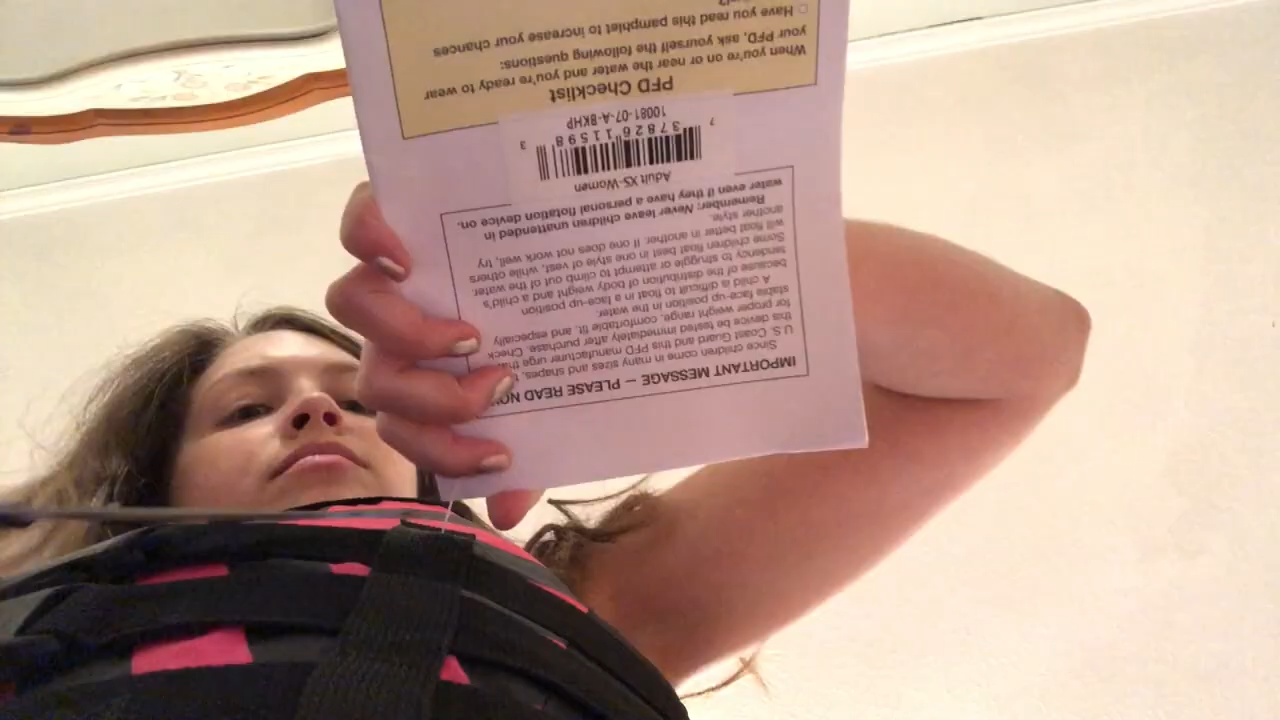 IMPORTANT MESSAGE – PLEASE READ NOW
Since children come in many sizes and shapes, t
U.S. Coast Guard and this PFD manufacturer urge that
this device be tested immediately after purchase. Check
for proper weight range, comfortable fit, and especially
stable face-up position in the water.
A child is difficult to float in a face-up position
because of the distribution of body weight and a child's
tendancy to struggle or attempt to climb out of the water.
Some children float best in one style of vest, while others
will float better in another. If one does not work well, try
another style.
Remember: Never leave children unattended in
water even if they have a personal flotation device on.
Adult XS-Women
7 37826 11598 3
10081-07-A-BKHP
PFD Checklist
When you're on or near the water and you're ready to wear
your PFD, ask yourself the following questions:
Have you read this pamphlet to increase your chances